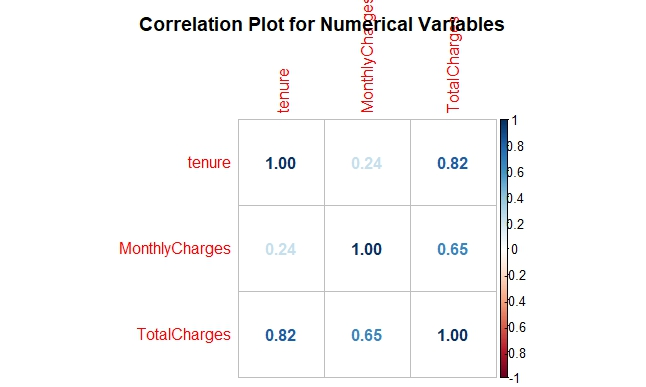 Correlation Plot for Numerical Variables
tenure
MonthlyCharges
TotalCharges
tenure 1.00 0.24 0.82
MonthlyCharges 0.24 1.00 0.65
TotalCharges 0.82 0.65 1.00
1
0.8
0.6
0.4
0.2
0
-0.2
-0.4
-0.6
-0.8
-1